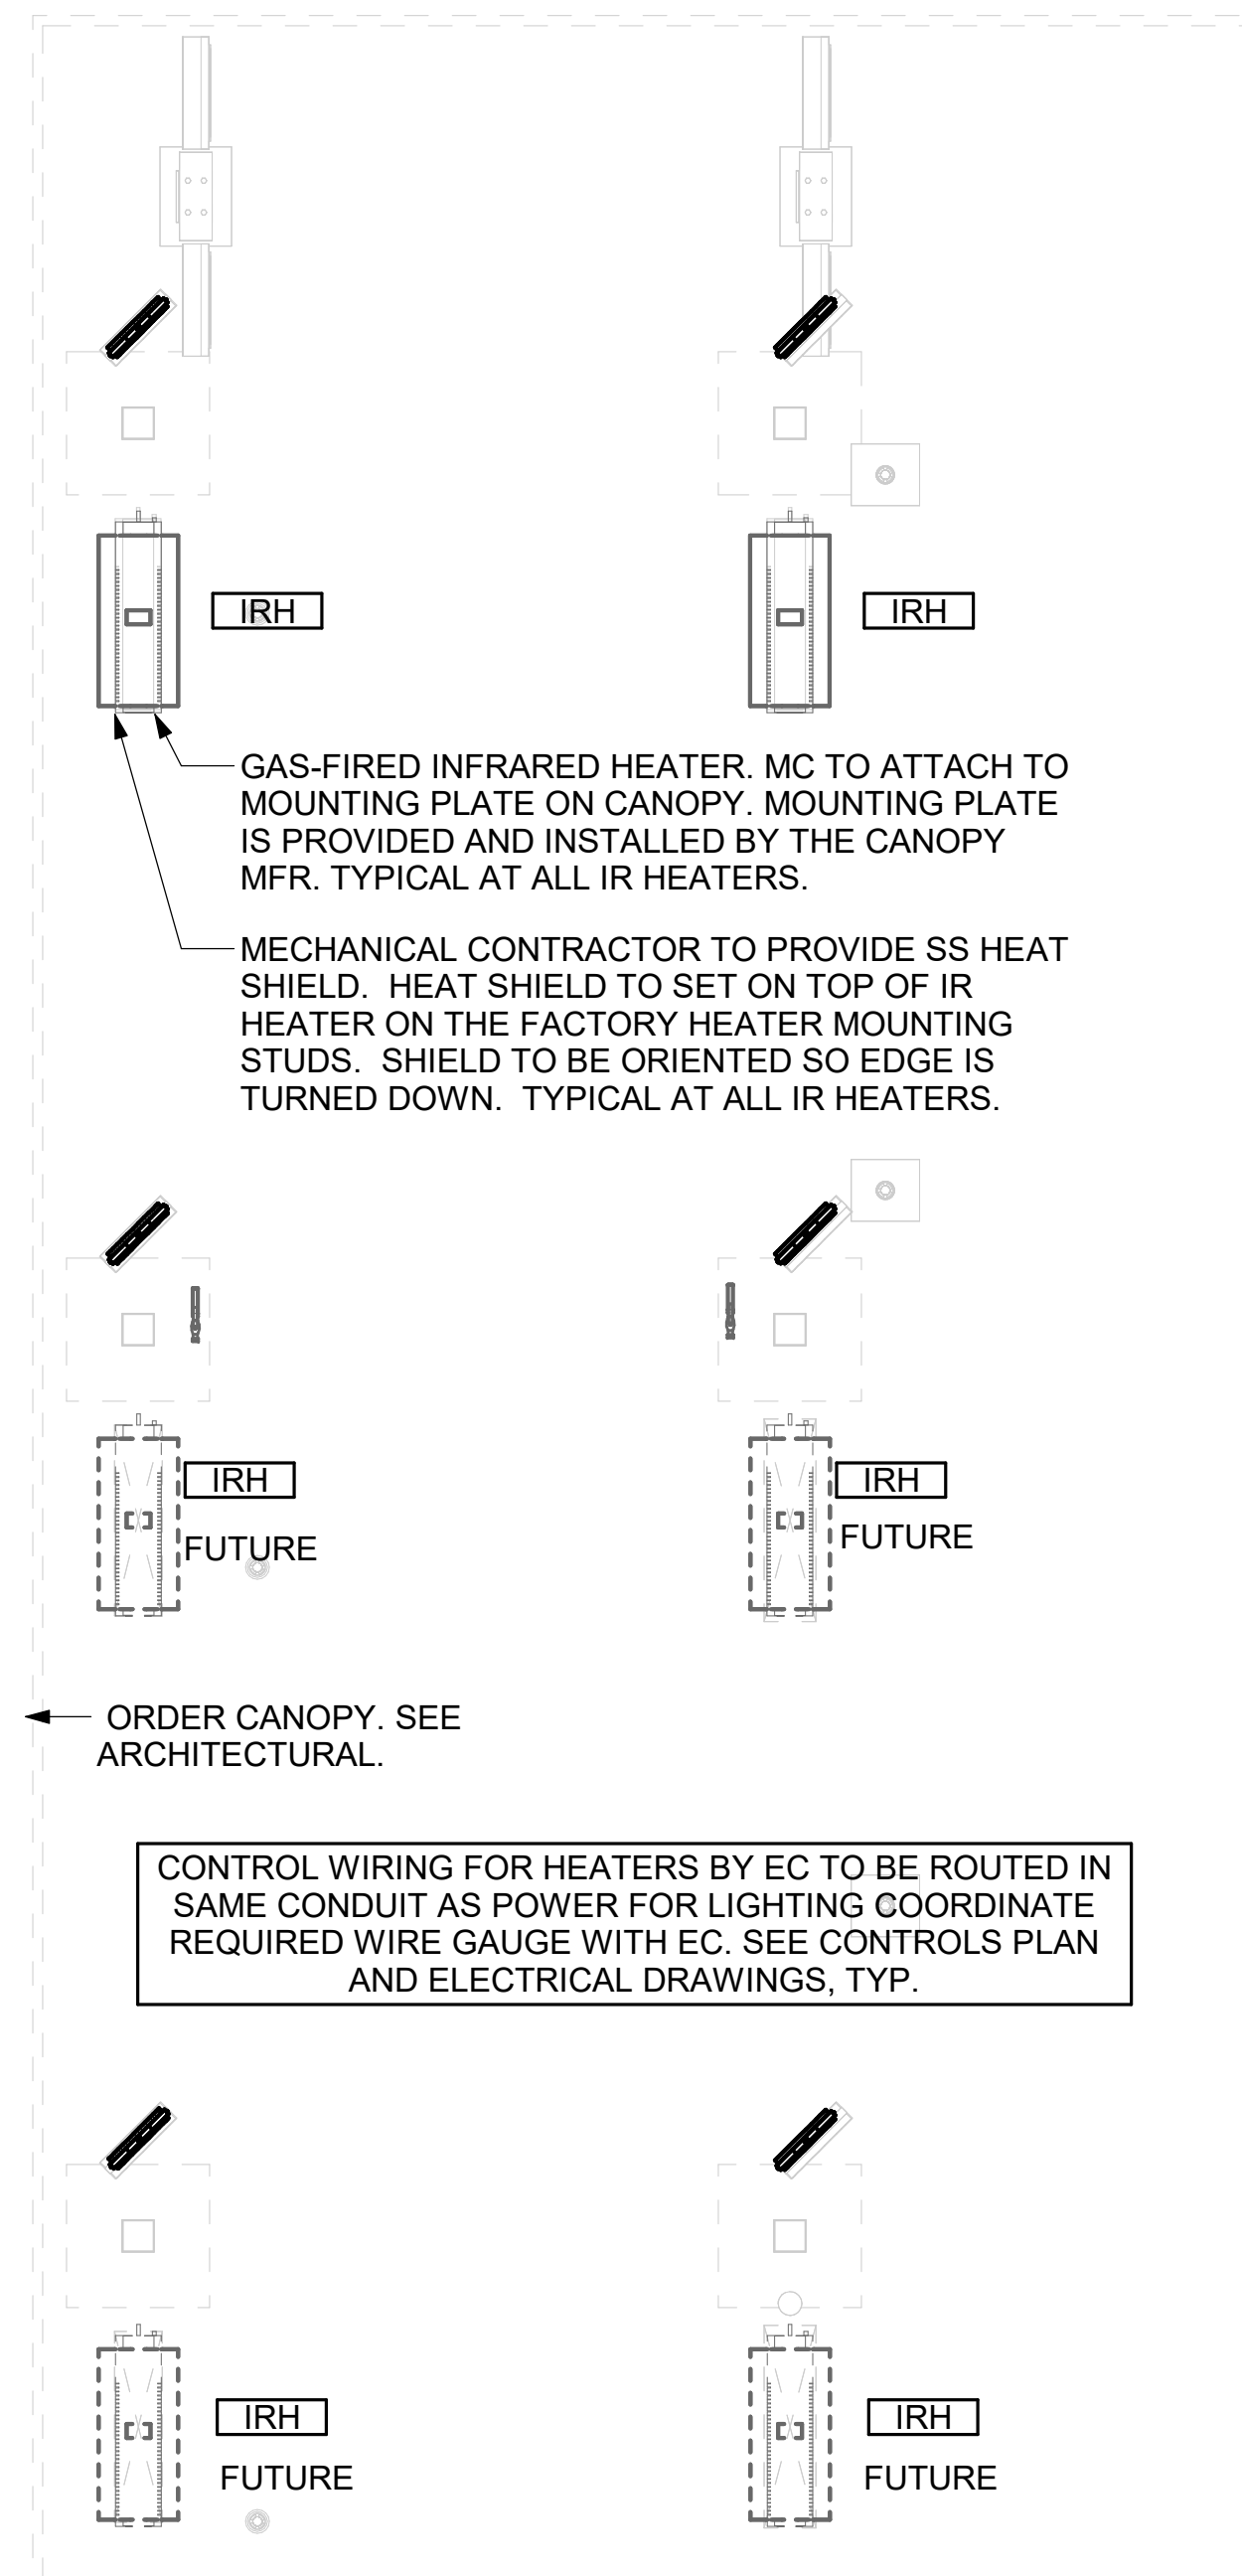 IRH
IRH
GAS-FIRED INFRARED HEATER. MC TO ATTACH TO
MOUNTING PLATE ON CANOPY. MOUNTING PLATE
IS PROVIDED AND INSTALLED BY THE CANOPY
MFR. TYPICAL AT ALL IR HEATERS.
MECHANICAL CONTRACTOR TO PROVIDE SS HEAT
SHIELD. HEAT SHIELD TO SET ON TOP OF IR
HEATER ON THE FACTORY HEATER MOUNTING
STUDS. SHIELD TO BE ORIENTED SO EDGE IS
TURNED DOWN. TYPICAL AT ALL IR HEATERS.
IRH
IRH
FUTURE
FUTURE
ORDER CANOPY. SEE
ARCHITECTURAL.
CONTROL WIRING FOR HEATERS BY EC TO BE ROUTED IN
SAME CONDUIT AS POWER FOR LIGHTING COORDINATE
REQUIRED WIRE GAUGE WITH EC. SEE CONTROLS PLAN
AND ELECTRICAL DRAWINGS, TYP.
IRH
IRH
FUTURE
FUTURE